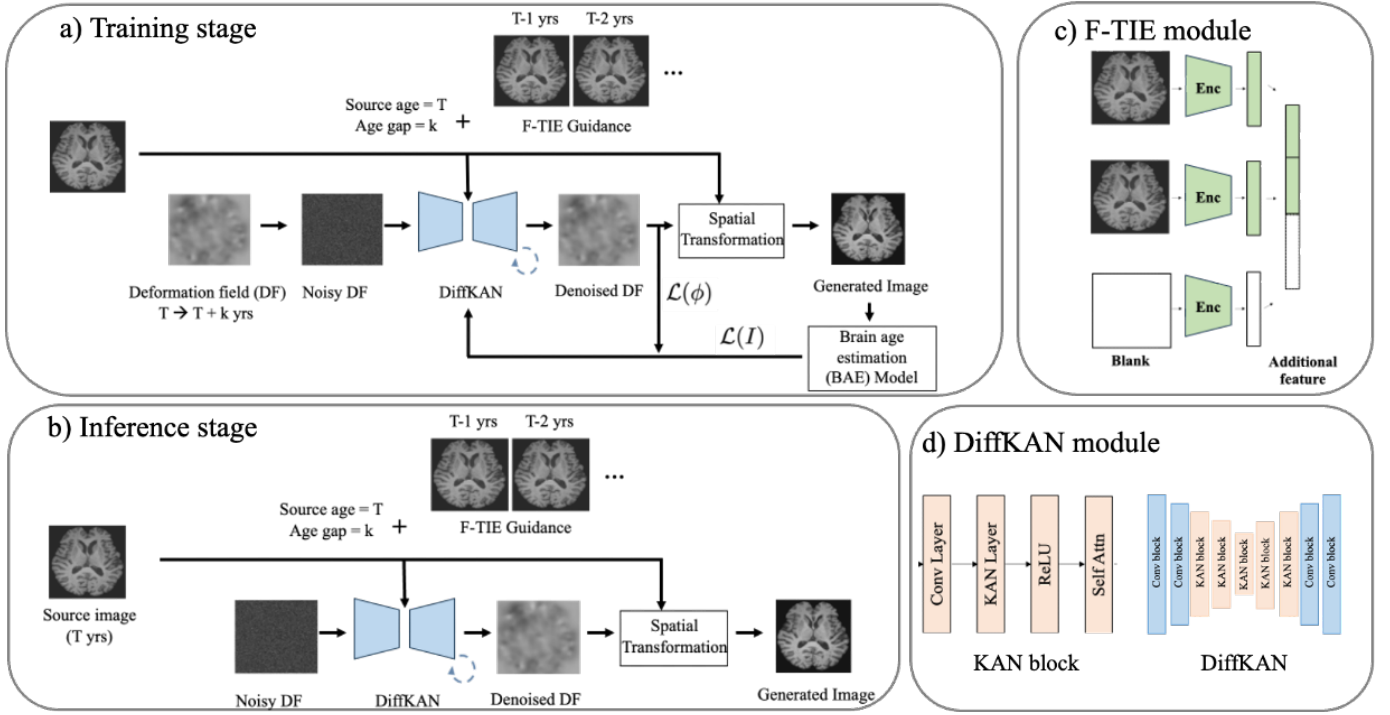 a) Training stage
T-1 yrs
T-2 yrs
...
Source age = T
Age gap = k
+
F-TIE Guidance
Spatial
Transformation
Deformation field (DF)
T → T + k yrs
Noisy DF
DiffKAN
Denoised DF
Generated Image
ℒ(ϕ)
ℒ(I)
Brain age
estimation
(BAE) Model
b) Inference stage
T-1 yrs
T-2 yrs
...
Source age = T
Age gap = k
+
F-TIE Guidance
Source image
(T yrs)
Spatial
Transformation
Noisy DF
DiffKAN
Denoised DF
Generated Image
c) F-TIE module
Enc
Enc
Enc
Blank
Additional
feature
d) DiffKAN module
Conv Layer
KAN Layer
ReLU
Self Attn
KAN block
Conv block
Conv block
KAN block
KAN block
KAN block
KAN block
KAN block
Conv block
Conv block
DiffKAN